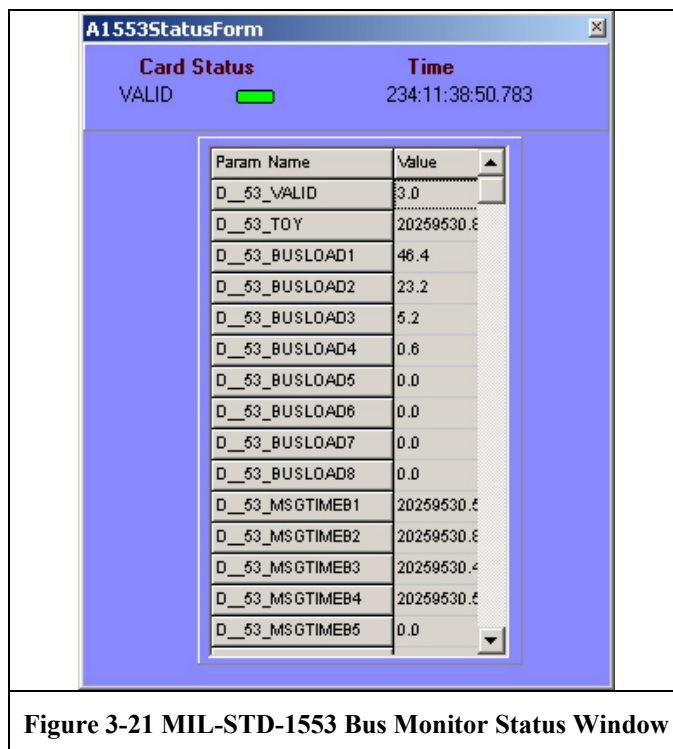 A1553StatusForm
Card Status Time
VALID 234:11:38:50.783
Param Name Value
D__53_VALID 3.0
D__53_TOY 20259530.8
D__53_BUSLOAD1 46.4
D__53_BUSLOAD2 23.2
D__53_BUSLOAD3 5.2
D__53_BUSLOAD4 0.6
D__53_BUSLOAD5 0.0
D__53_BUSLOAD6 0.0
D__53_BUSLOAD7 0.0
D__53_BUSLOAD8 0.0
D__53_MSGTIMEB1 20259530.5
D__53_MSGTIMEB2 20259530.8
D__53_MSGTIMEB3 20259530.4
D__53_MSGTIMEB4 20259530.5
D__53_MSGTIMEB5 0.0
Figure 3-21 MIL-STD-1553 Bus Monitor Status Window